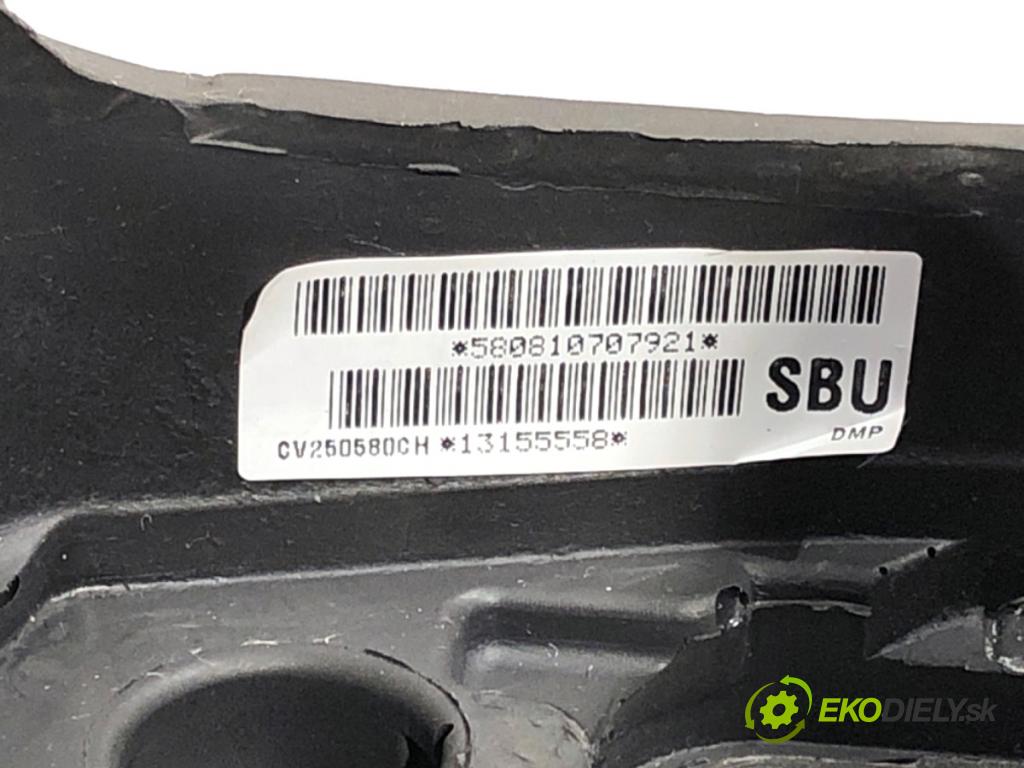 *580810707921*
SBU
CV250580CH *13155558*
DMP
EKODIELY.sk